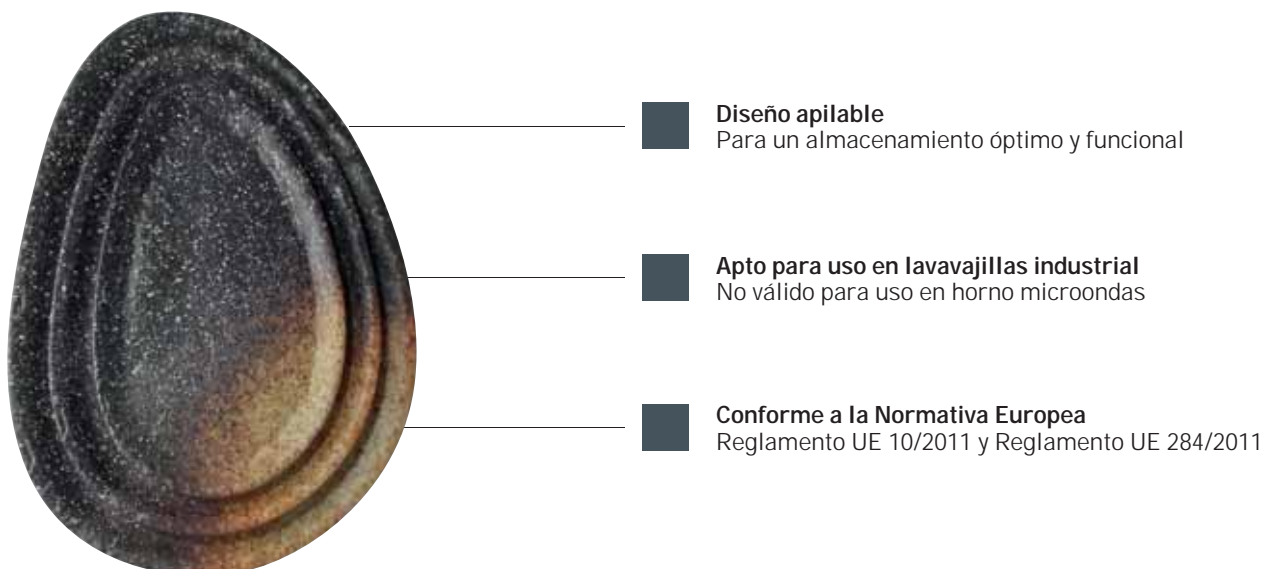 Diseño apilable
Para un almacenamiento óptimo y funcional
Apto para uso en lavavajillas industrial
No válido para uso en horno microondas
Conforme a la Normativa Europea
Reglamento UE 10/2011 y Reglamento UE 284/2011